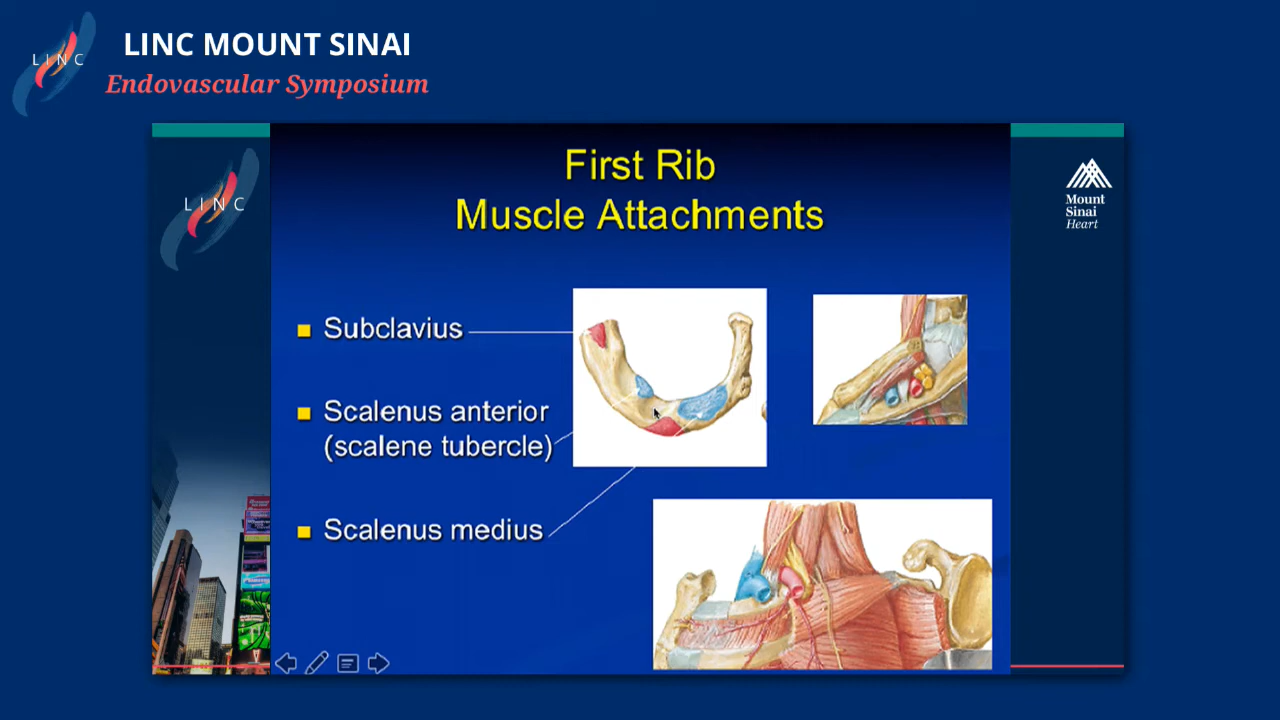 LINC
LINC MOUNT SINAI
Endovascular Symposium
LINC
First Rib
Muscle Attachments
Mount
Sinai
Heart
Subclavius
Scalenus anterior
(scalene tubercle)
Scalenus medius